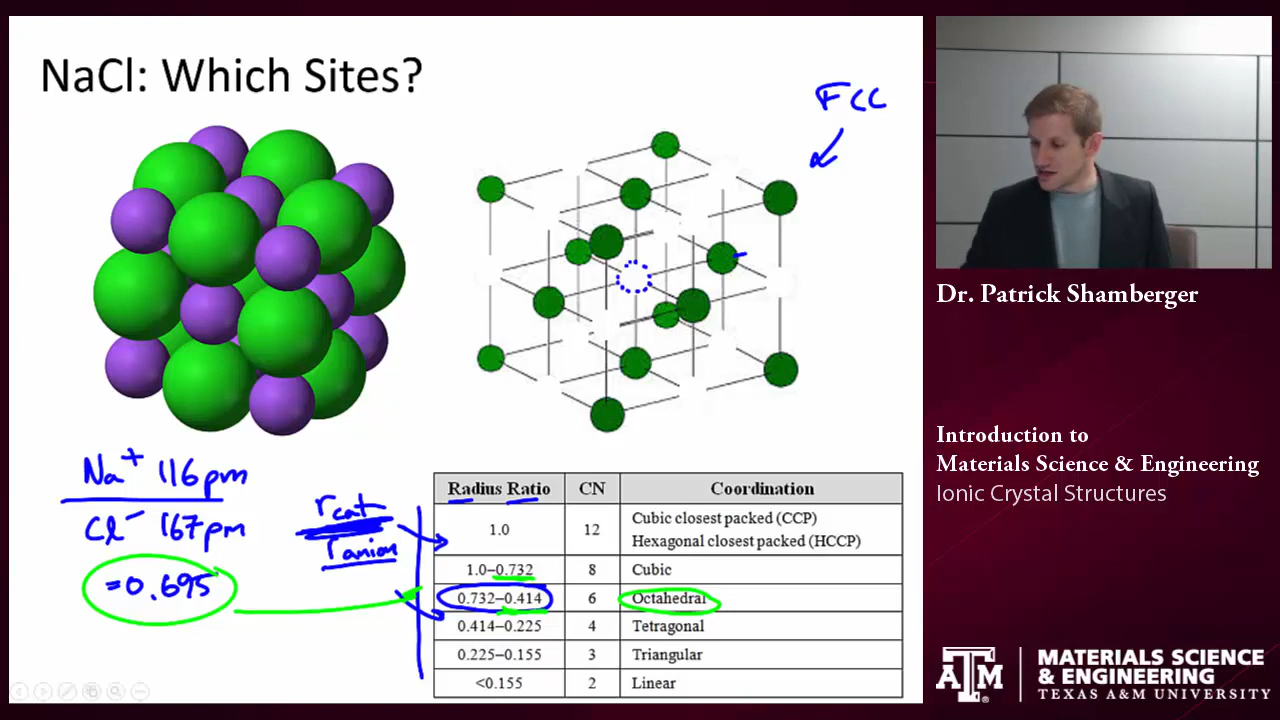 NaCl: Which Sites?
FCC
Na+ 116pm
Cl- 167pm
=0.695
rcat
ranion
Radius Ratio CN Coordination
1.0 12 Cubic closest packed (CCP)
Hexagonal closest packed (HCCP)
1.0–0.732 8 Cubic
0.732–0.414 6 Octahedral
0.414–0.225 4 Tetragonal
0.225–0.155 3 Triangular
<0.155 2 Linear
Dr. Patrick Shamberger
Introduction to
Materials Science & Engineering
Ionic Crystal Structures
ATM
MATERIALS SCIENCE
& ENGINEERING
TEXAS A&M UNIVERSITY